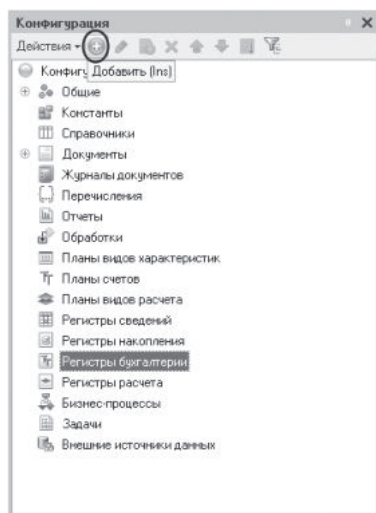 Конфигурация
Действия
Конфигу Добавить (Ins)
Общие
Константы
Справочники
Документы
Журналы документов
Перечисления
Отчеты
Обработки
Планы видов характеристик
Планы счетов
Планы видов расчета
Регистры сведений
Регистры накопления
Регистры бухгалтерии
Регистры расчета
Бизнес-процессы
Задачи
Внешние источники данных